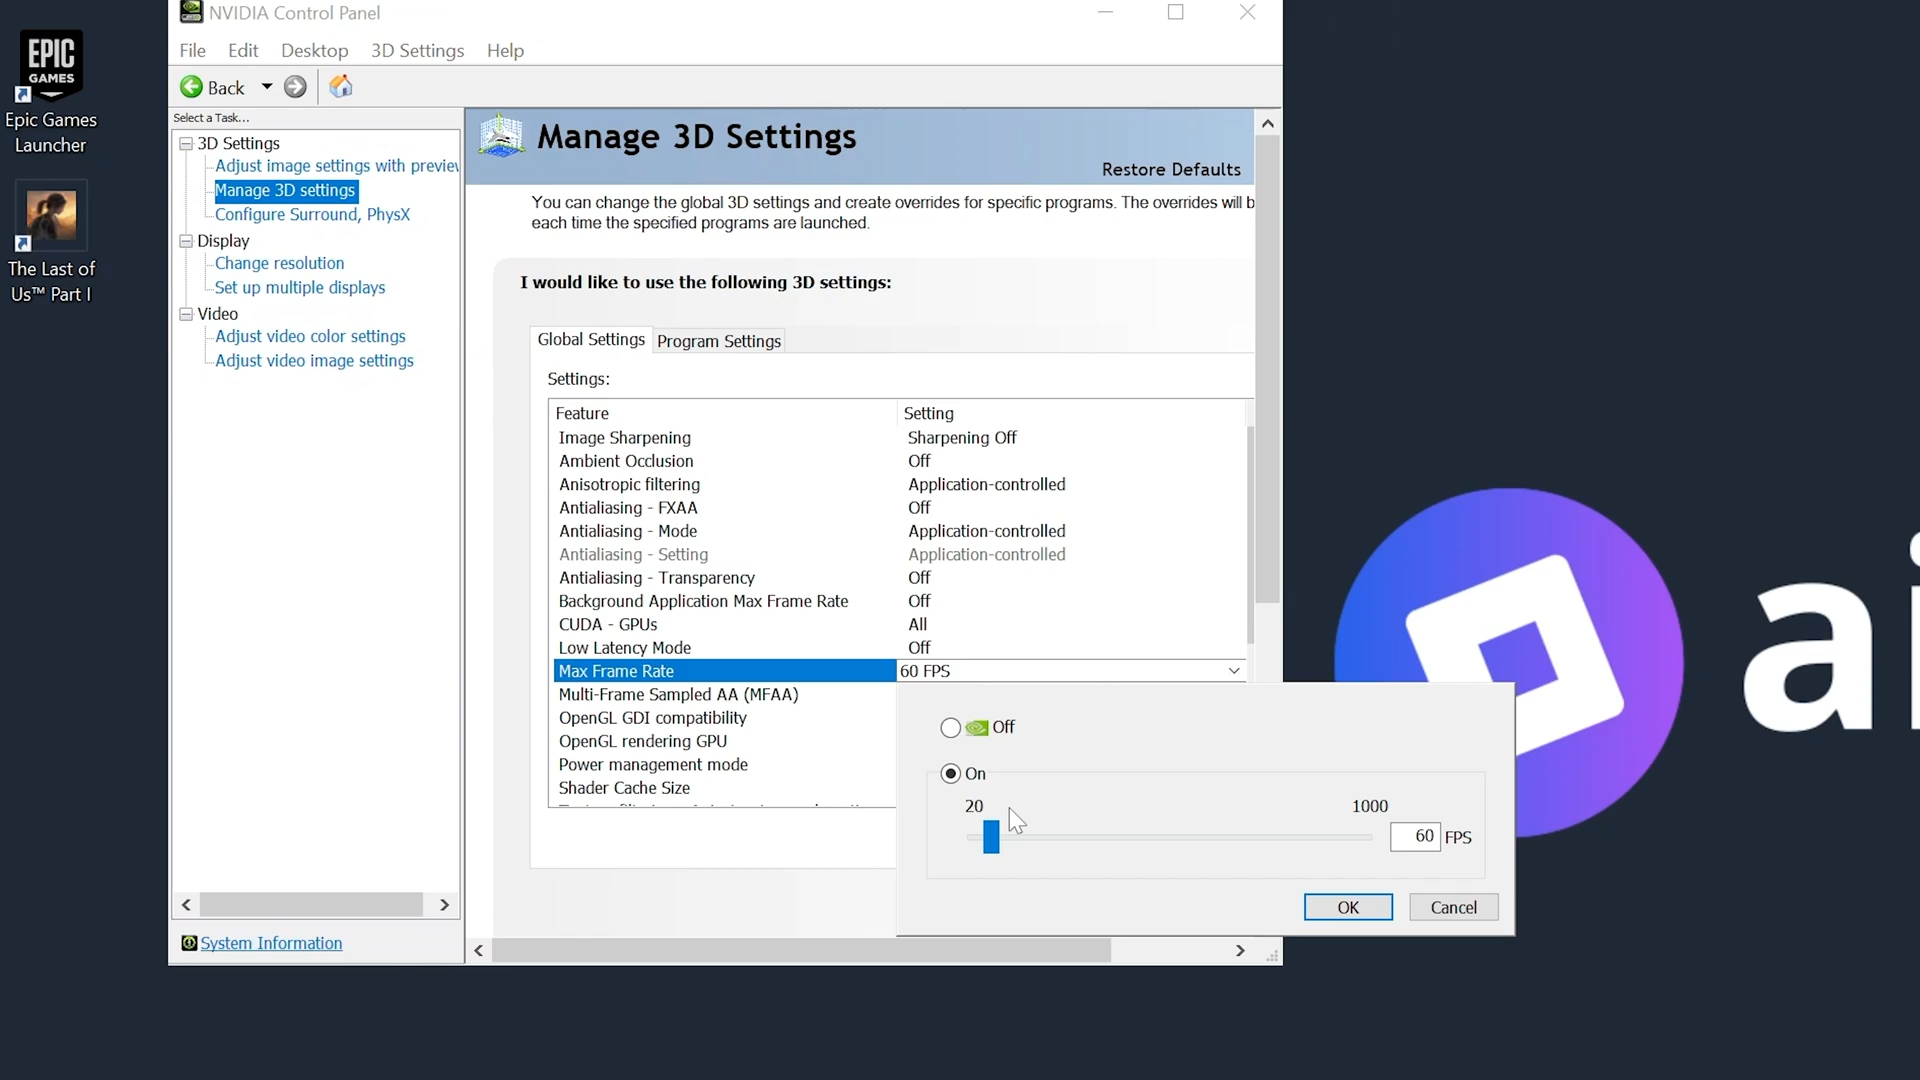 EPIC
GAMES
Epic Games
Launcher
The Last of
Us™ Part I
NVIDIA Control Panel
File Edit Desktop 3D Settings Help
Back
Select a Task...
3D Settings
Adjust image settings with preview
Manage 3D settings
Configure Surround, PhysX
Display
Change resolution
Set up multiple displays
Video
Adjust video color settings
Adjust video image settings
System Information
Manage 3D Settings
Restore Defaults
You can change the global 3D settings and create overrides for specific programs. The overrides will b
each time the specified programs are launched.
I would like to use the following 3D settings:
Global Settings Program Settings
Settings:
Feature Setting
Image Sharpening Sharpening Off
Ambient Occlusion Off
Anisotropic filtering Application-controlled
Antialiasing - FXAA Off
Antialiasing - Mode Application-controlled
Antialiasing - Setting Application-controlled
Antialiasing - Transparency Off
Background Application Max Frame Rate Off
CUDA - GPUs All
Low Latency Mode Off
Max Frame Rate 60 FPS
Multi-Frame Sampled AA (MFAA)
OpenGL GDI compatibility
OpenGL rendering GPU
Power management mode
Shader Cache Size
Off
On
20 1000
60 FPS
OK Cancel
ai